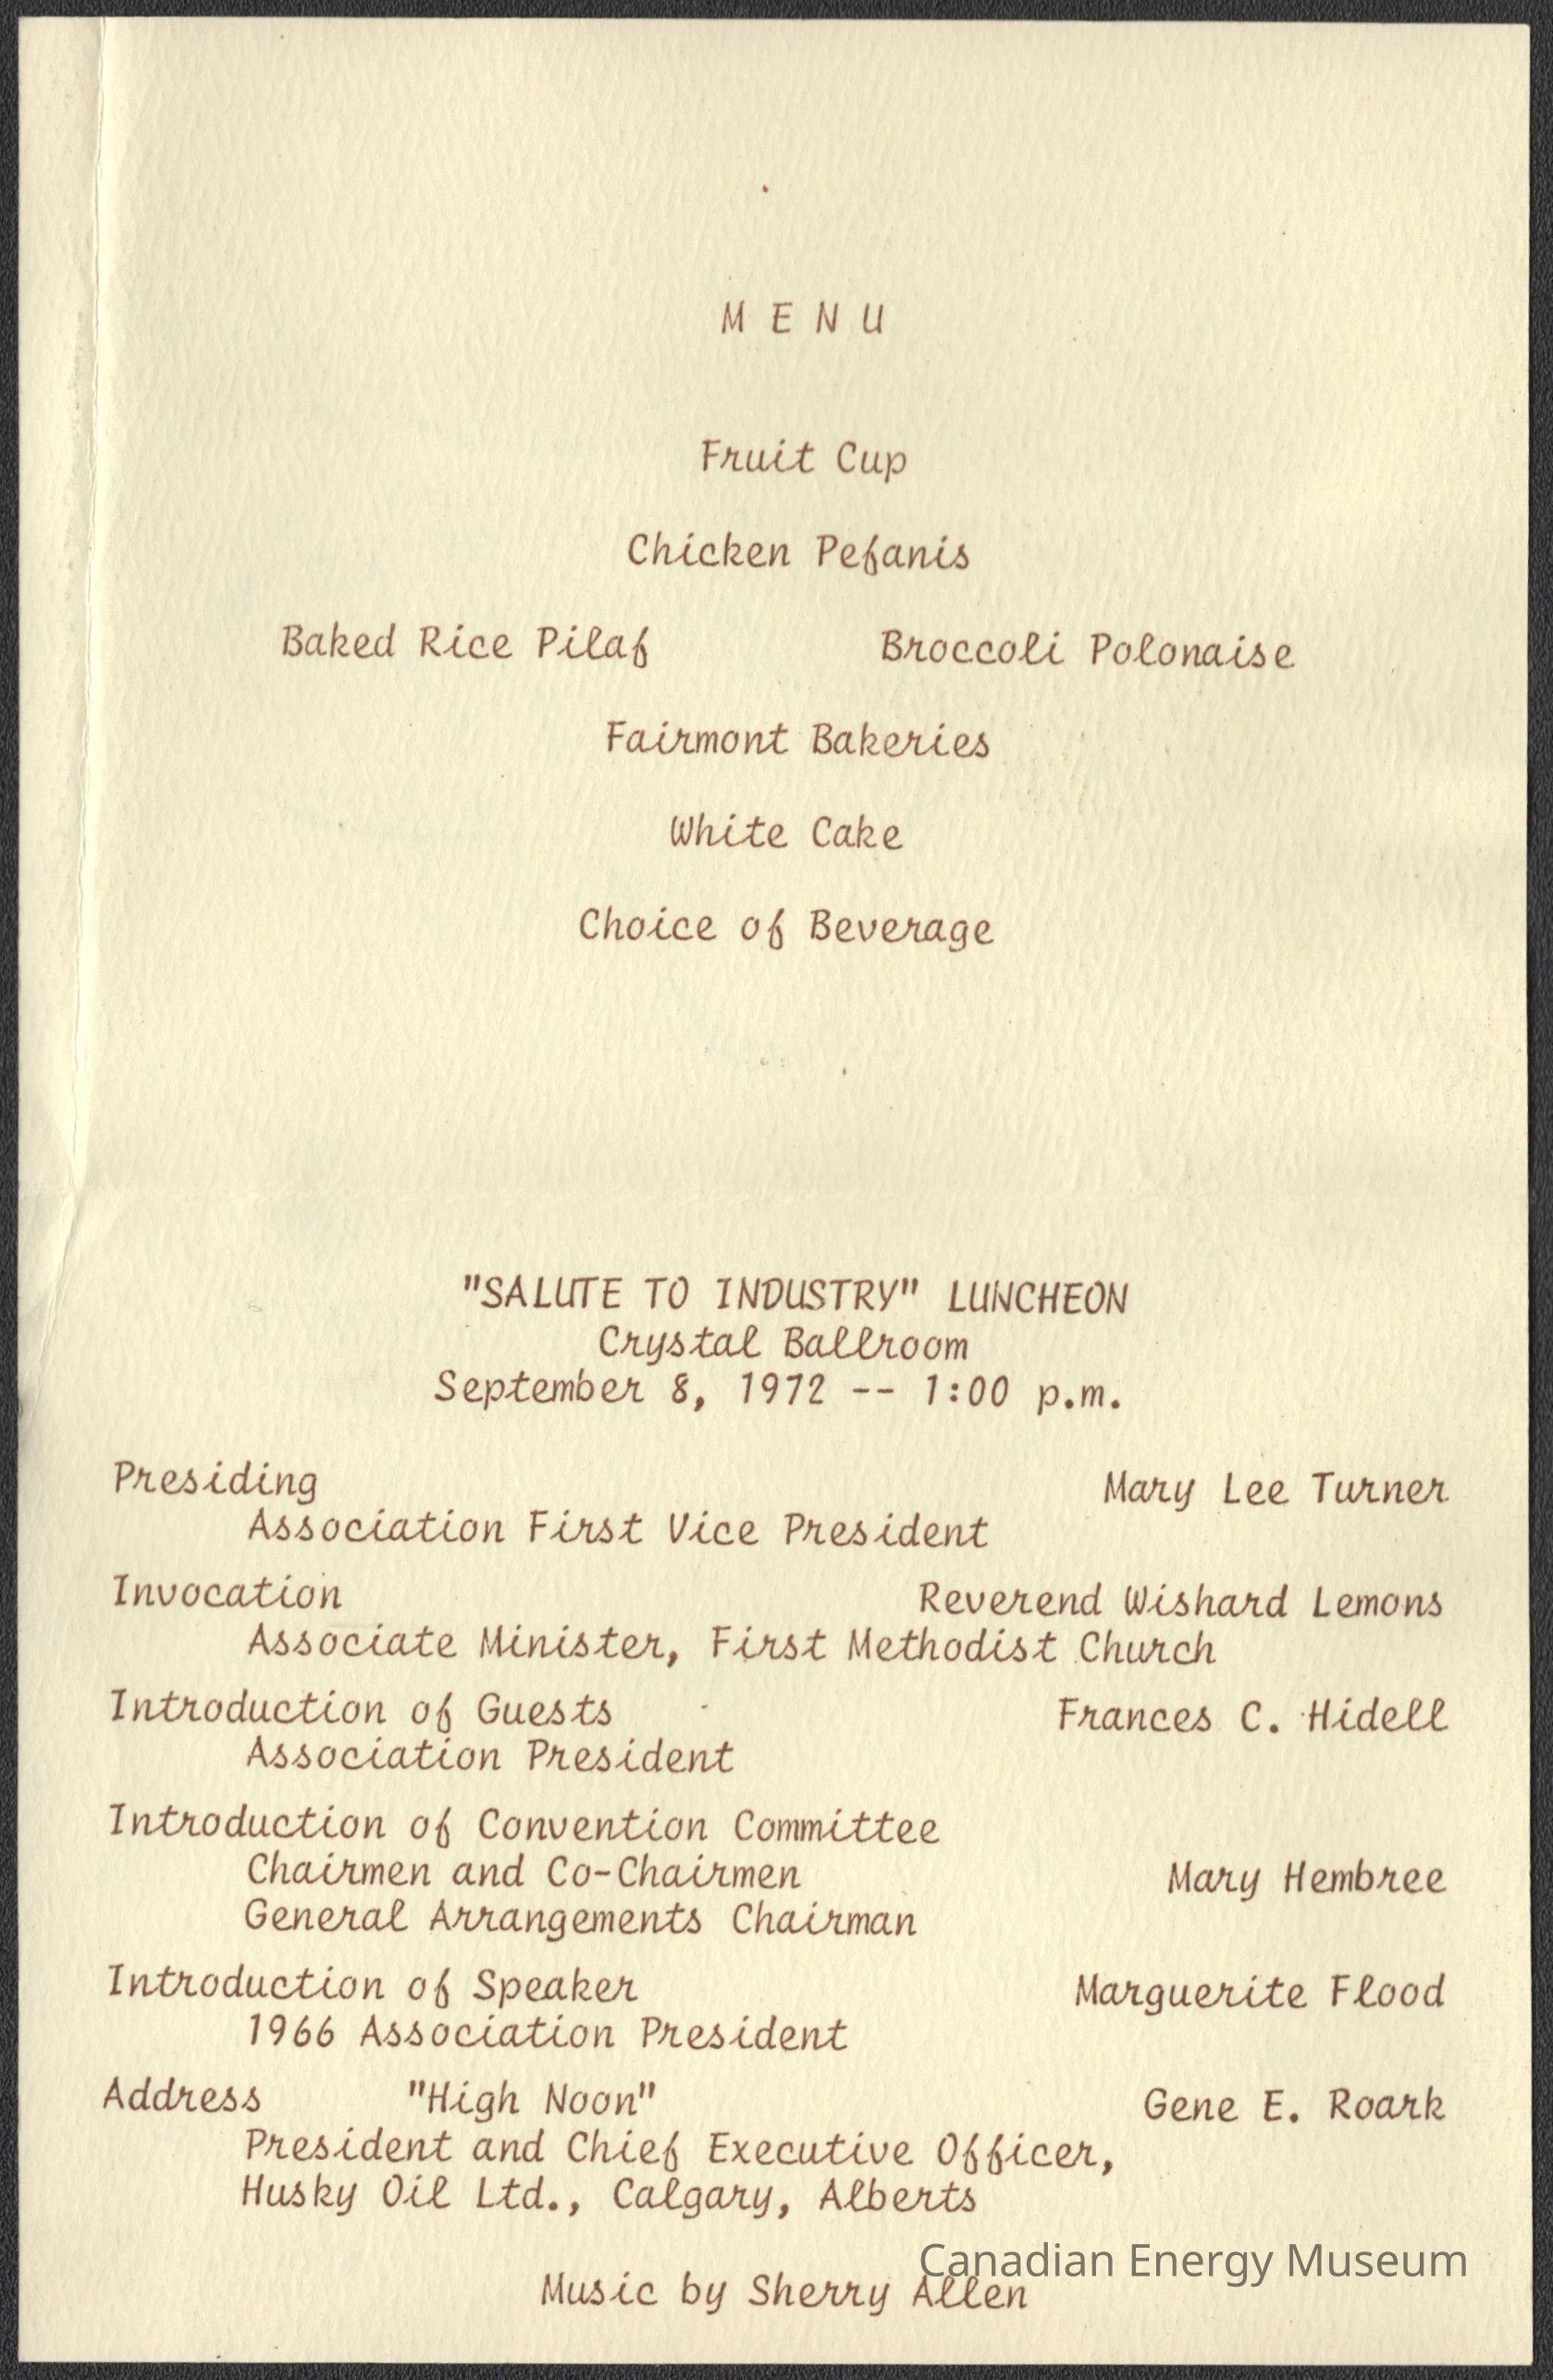 M E N U
Fruit Cup
Chicken Pefanis
Baked Rice Pilaf Broccoli Polonaise
Fairmont Bakeries
White Cake
Choice of Beverage
"SALUTE TO INDUSTRY" LUNCHEON
Crystal Ballroom
September 8, 1972 -- 1:00 p.m.
Presiding Mary Lee Turner
Association First Vice President
Invocation Reverend Wishard Lemons
Associate Minister, First Methodist Church
Introduction of Guests Frances C. Hidell
Association President
Introduction of Convention Committee
Chairmen and Co-Chairmen Mary Hembree
General Arrangements Chairman
Introduction of Speaker Marguerite Flood
1966 Association President
Address "High Noon" Gene E. Roark
President and Chief Executive Officer,
Husky Oil Ltd., Calgary, Alberts
Canadian Energy Museum
Music by Sherry Allen